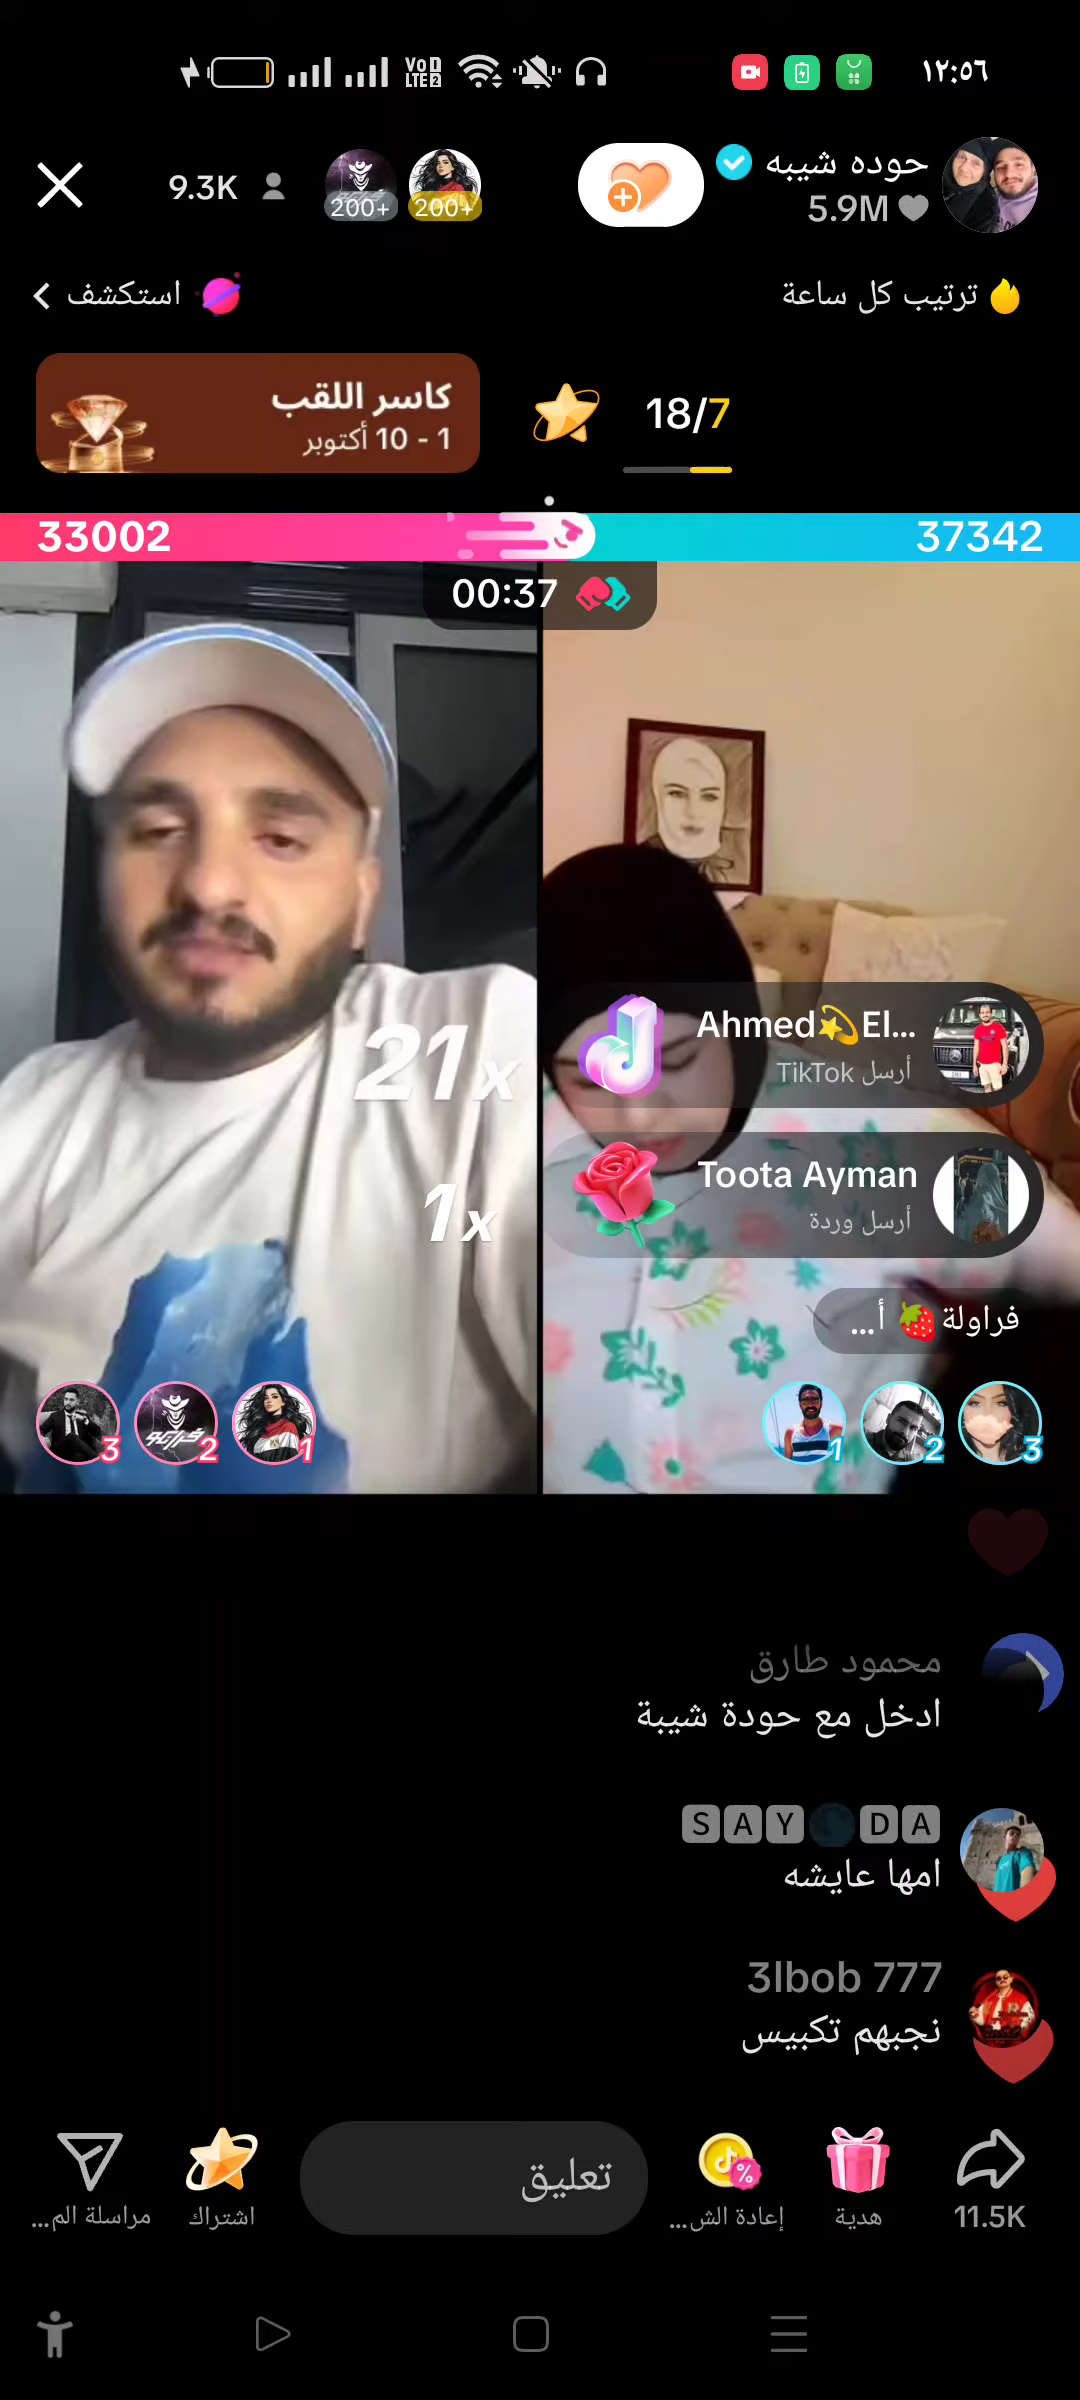 ١٢:٥٦
VoD
LTE 2
حوده شيبه
5.9M
200+
200+
9.3K
ترتيب كل ساعة
استكشف
18/7
كاسر اللقب
1 - 10 أكتوبر
33002
37342
00:37
Ahmed💫El...
أرسل TikTok
21x
Toota Ayman
أرسل وردة
1x
فراولة🍓 أ...
3
2
1
1
2
3
محمود طارق
ادخل مع حودة شيبة
SAY🌑DA
امها عايشه
3lbob 777
نجبهم تكبيس
تعليق
11.5K
هدية
إعادة الش...
اشتراك
مراسلة الم...